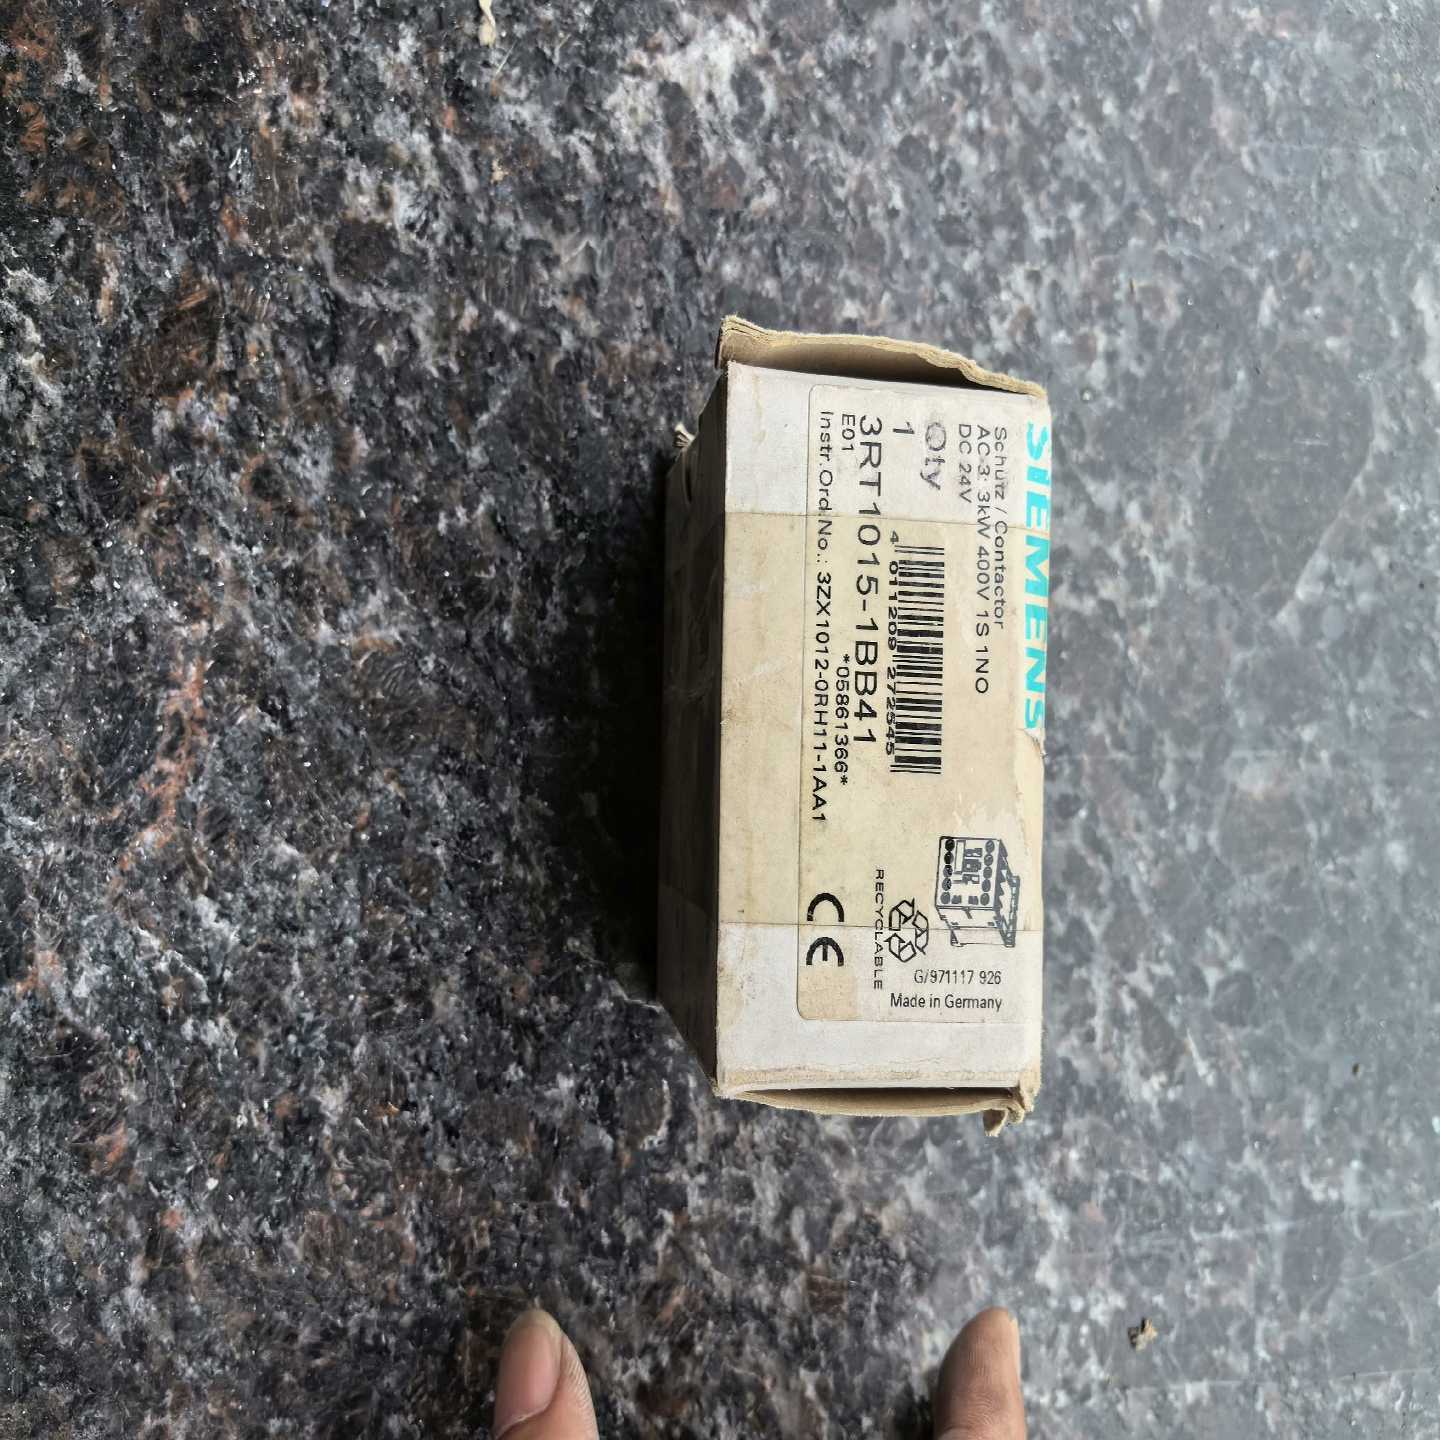 SIEMENS
Schütz / Contactor
AC-3: 3kW 400V 1S 1NO
DC 24V
Qty
1
4 011209 272545
3RT1015-1BB41
E01
*05861366*
Instr.Ord.No.: 3ZX1012-0RH11-1AA1
RECYCLABLE
CE
G/971117 926
Made in Germany